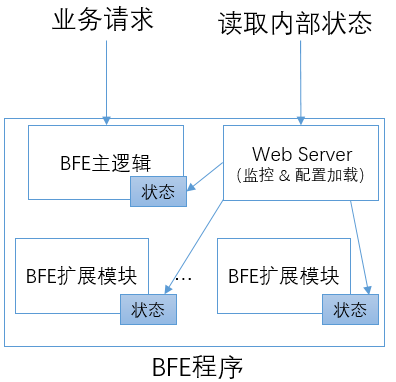 业务请求
读取内部状态
BFE主逻辑
状态
Web Server
(监控 & 配置加载)
BFE扩展模块
状态
...
BFE扩展模块
状态
BFE程序